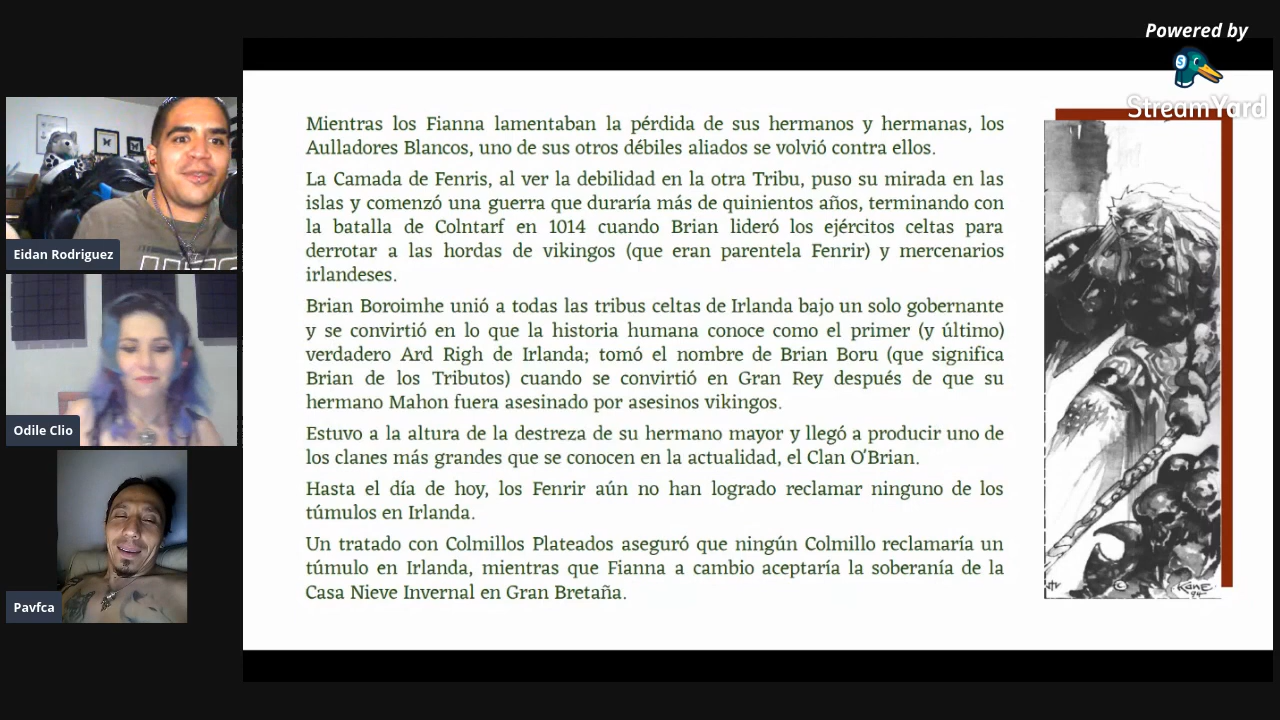 Powered by
StreamYard
Mientras los Fianna lamentaban la pérdida de sus hermanos y hermanas, los
Aulladores Blancos, uno de sus otros débiles aliados se volvió contra ellos.
La Camada de Fenris, al ver la debilidad en la otra Tribu, puso su mirada en las
islas y comenzó una guerra que duraría más de quinientos años, terminando con
la batalla de Colntarf en 1014 cuando Brian lideró los ejércitos celtas para
derrotar a las hordas de vikingos (que eran parentela Fenrir) y mercenarios
irlandeses.
Brian Boroimhe unió a todas las tribus celtas de Irlanda bajo un solo gobernante
y se convirtió en lo que la historia humana conoce como el primer (y último)
verdadero Ard Righ de Irlanda; tomó el nombre de Brian Boru (que significa
Brian de los Tributos) cuando se convirtió en Gran Rey después de que su
hermano Mahon fuera asesinado por asesinos vikingos.
Estuvo a la altura de la destreza de su hermano mayor y llegó a producir uno de
los clanes más grandes que se conocen en la actualidad, el Clan O'Brian.
Hasta el día de hoy, los Fenrir aún no han logrado reclamar ninguno de los
túmulos en Irlanda.
Un tratado con Colmillos Plateados aseguró que ningún Colmillo reclamaría un
túmulo en Irlanda, mientras que Fianna a cambio aceptaría la soberanía de la
Casa Nieve Invernal en Gran Bretaña.
Eidan Rodriguez
Odile Clio
Pavfca
© KANE
94